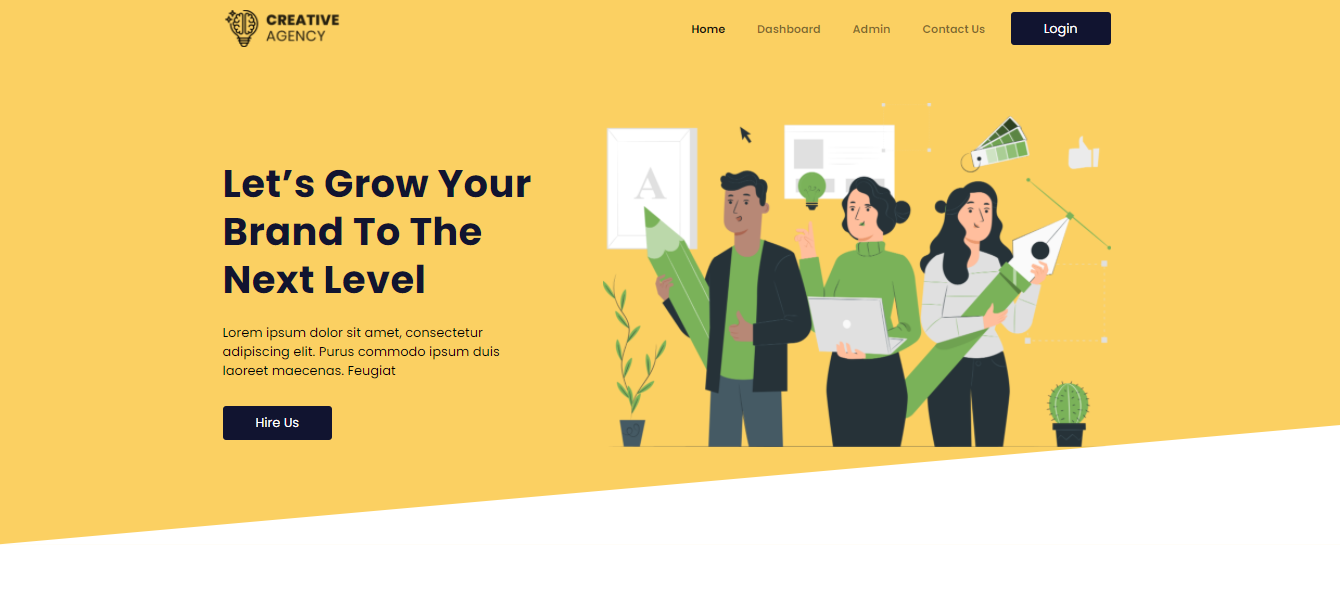 CREATIVE
AGENCY
Home Dashboard Admin Contact Us Login
Let’s Grow Your
Brand To The
Next Level
Lorem ipsum dolor sit amet, consectetur
adipiscing elit. Purus commodo ipsum duis
laoreet maecenas. Feugiat
Hire Us
A